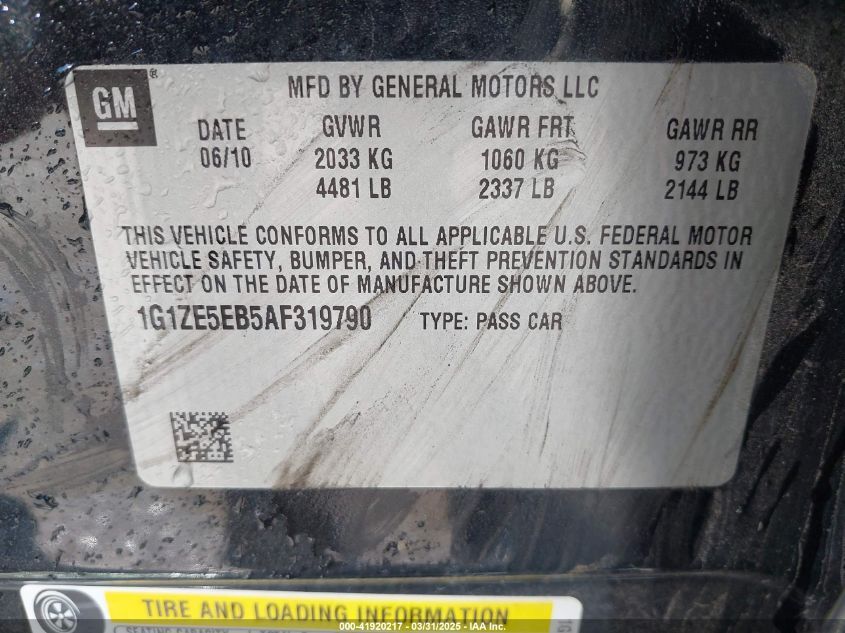 GM®
MFD BY GENERAL MOTORS LLC
DATE GVWR GAWR FRT GAWR RR
06/10 2033 KG 1060 KG 973 KG
4481 LB 2337 LB 2144 LB
THIS VEHICLE CONFORMS TO ALL APPLICABLE U.S. FEDERAL MOTOR
VEHICLE SAFETY, BUMPER, AND THEFT PREVENTION STANDARDS IN
EFFECT ON THE DATE OF MANUFACTURE SHOWN ABOVE.
1G1ZE5EB5AF319790 TYPE: PASS CAR
TIRE AND LOADING INFORMATION
SEATING CAPACITY
000-41920217 - 03/31/2025 - IAA Inc.